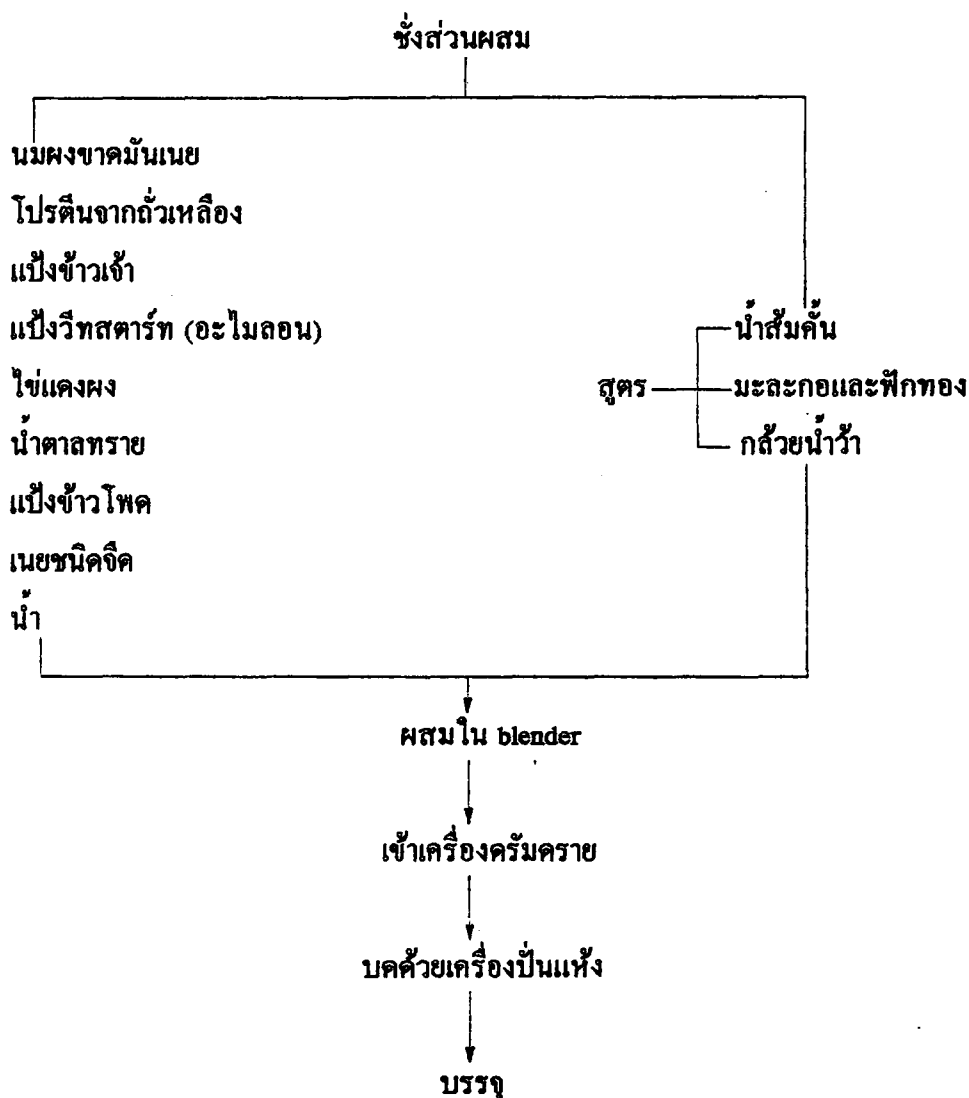 ชั่งส่วนผสม
นมผงขาดมันเนย
โปรตีนจากถั่วเหลือง
แป้งข้าวเจ้า
แป้งวีทสตาร์ท (อะไมลอน)
ไข่แดงผง
น้ำตาลทราย
แป้งข้าวโพด
เนยชนิดจืด
น้ำ
สูตร
น้ำส้มคั้น
มะละกอและฟักทอง
กล้วยน้ำว้า
ผสมใน blender
เข้าเครื่องดรัมดราย
บดด้วยเครื่องปั่นแห้ง
บรรจุ